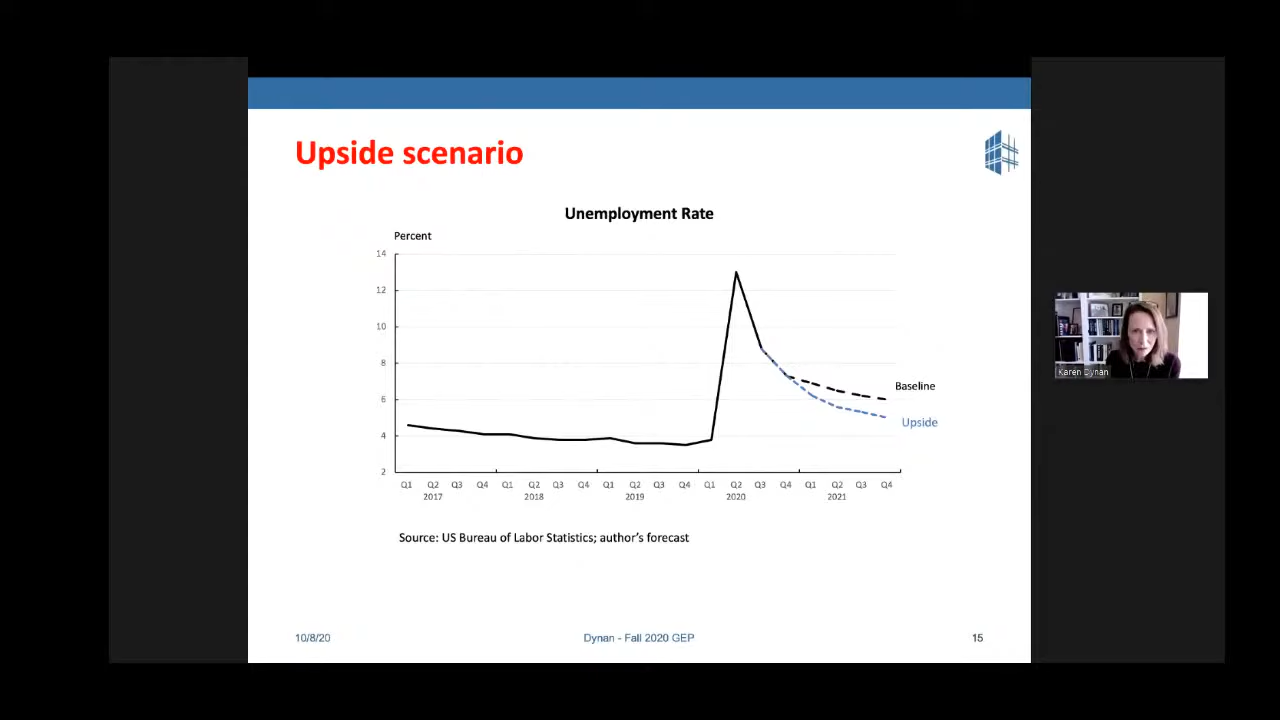 Upside scenario
Unemployment Rate
Percent
14
12
10
8
6
4
2
Baseline
Upside
Q1 Q2 Q3 Q4 Q1 Q2 Q3 Q4 Q1 Q2 Q3 Q4 Q1 Q2 Q3 Q4 Q1 Q2 Q3 Q4
2017 2018 2019 2020 2021
Source: US Bureau of Labor Statistics; author's forecast
10/8/20 Dynan - Fall 2020 GEP 15
Karen Dynan